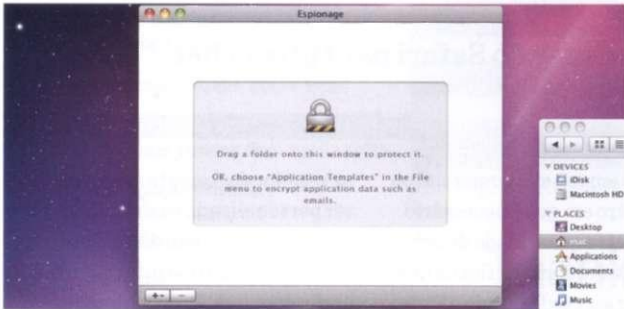 Espionage
Drag a folder onto this window to protect it.
OR, choose "Application Templates" in the File
menu to encrypt application data such as
emails.
DEVICES
iDisk
Macintosh HD
PLACES
Desktop
mac
Applications
Documents
Movies
Music